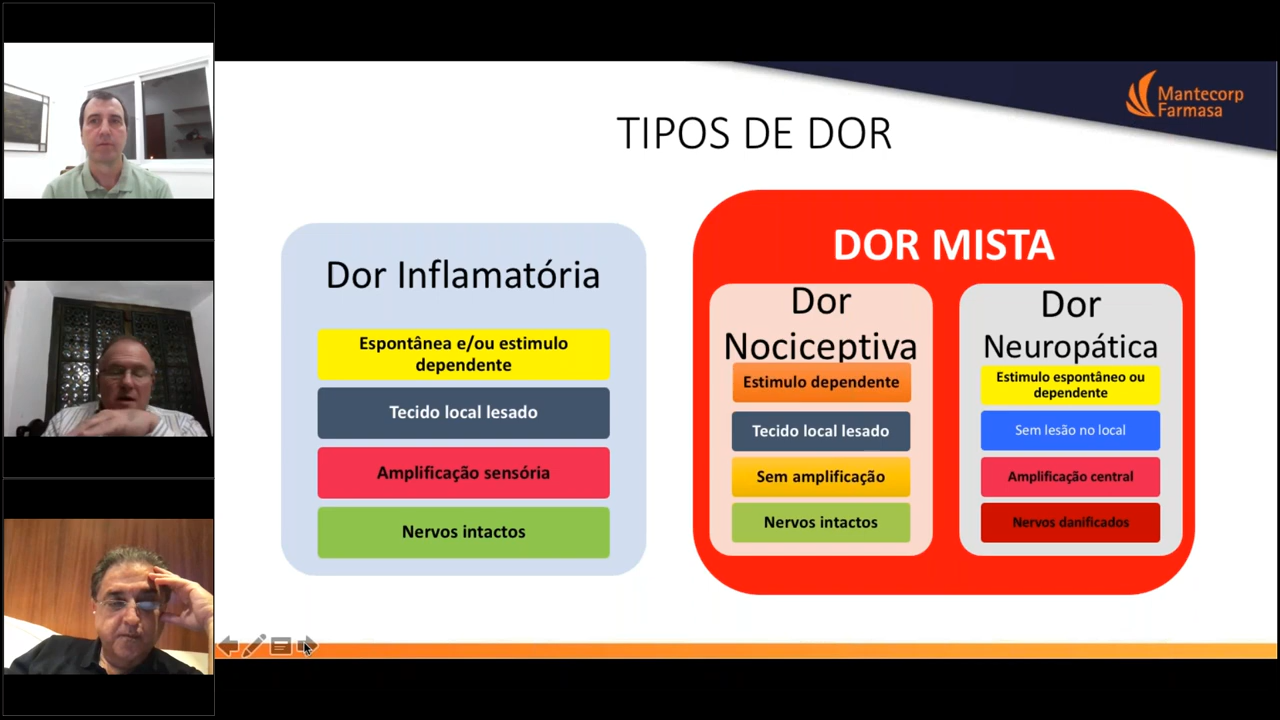 Mantecorp
Farmasa
TIPOS DE DOR
Dor Inflamatória
Espontânea e/ou estimulo
dependente
Tecido local lesado
Amplificação sensória
Nervos intactos
DOR MISTA
Dor
Nociceptiva
Estimulo dependente
Tecido local lesado
Sem amplificação
Nervos intactos
Dor
Neuropática
Estimulo espontâneo ou
dependente
Sem lesão no local
Amplificação central
Nervos danificados